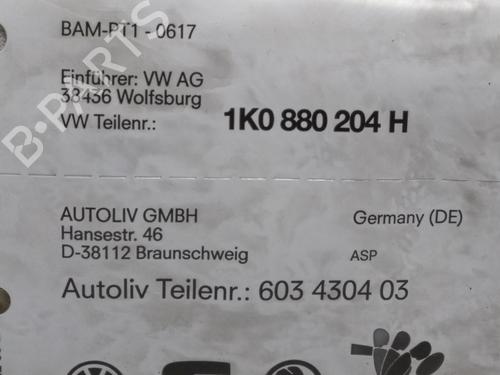 BAM-PT1 - 0617
Einführer: VW AG
38436 Wolfsburg
VW Teilenr.: 1K0 880 204 H
AUTOLIV GMBH Germany (DE)
Hansestr. 46
D-38112 Braunschweig ASP
Autoliv Teilenr.: 603 4304 03
B-PARTS